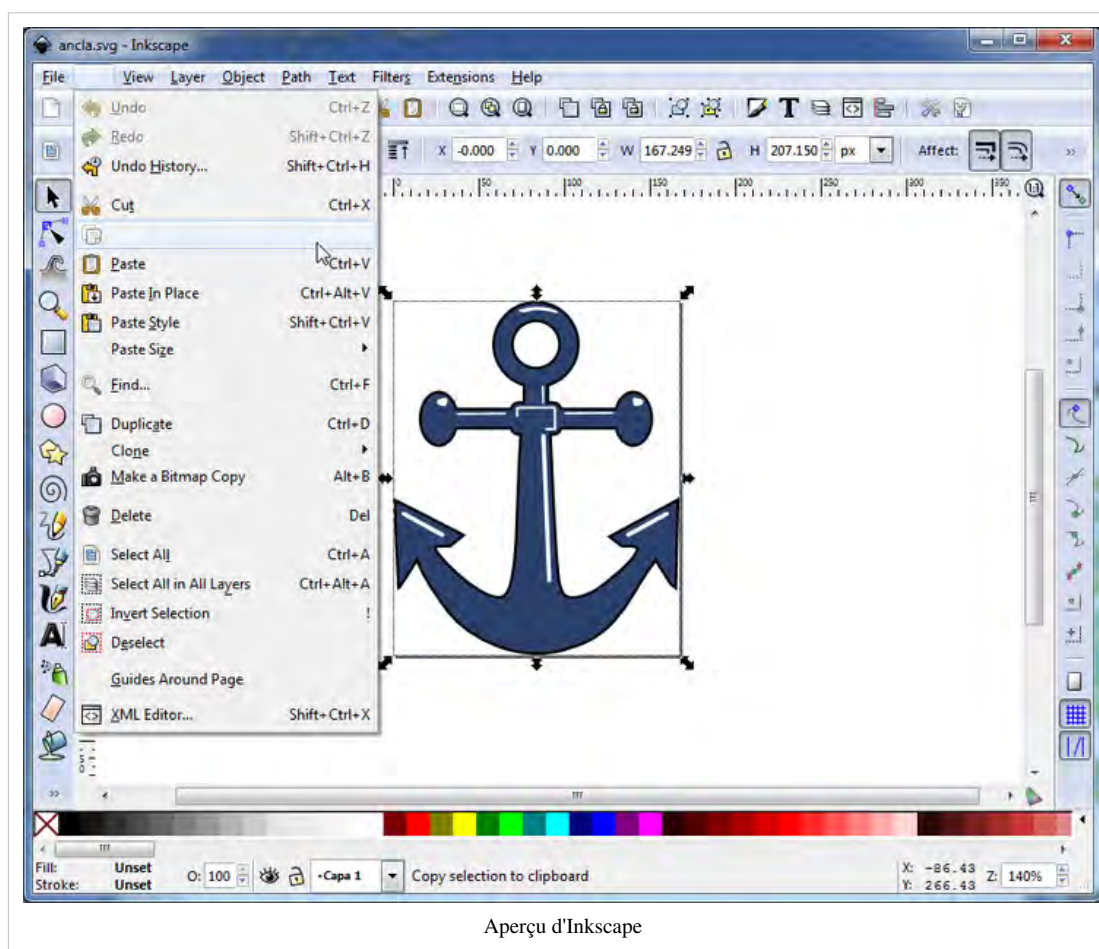 ancla.svg - Inkscape
File View Layer Object Path Text Filters Extensions Help
X -0.000 Y 0.000 W 167.249 H 207.150 px Affect:
Undo Ctrl+Z
Redo Shift+Ctrl+Z
Undo History... Shift+Ctrl+H
Cut Ctrl+X
Paste Ctrl+V
Paste In Place Ctrl+Alt+V
Paste Style Shift+Ctrl+V
Paste Size
Find... Ctrl+F
Duplicate Ctrl+D
Clone
Make a Bitmap Copy Alt+B
Delete Del
Select All Ctrl+A
Select All in All Layers Ctrl+Alt+A
Invert Selection !
Deselect
Guides Around Page
XML Editor... Shift+Ctrl+X
0 50 100 150 200 250 300 350
Fill: Unset
Stroke: Unset
O: 100
·Capa 1
Copy selection to clipboard
X: -86.43
Y: 266.43
Z: 140%
Aperçu d'Inkscape